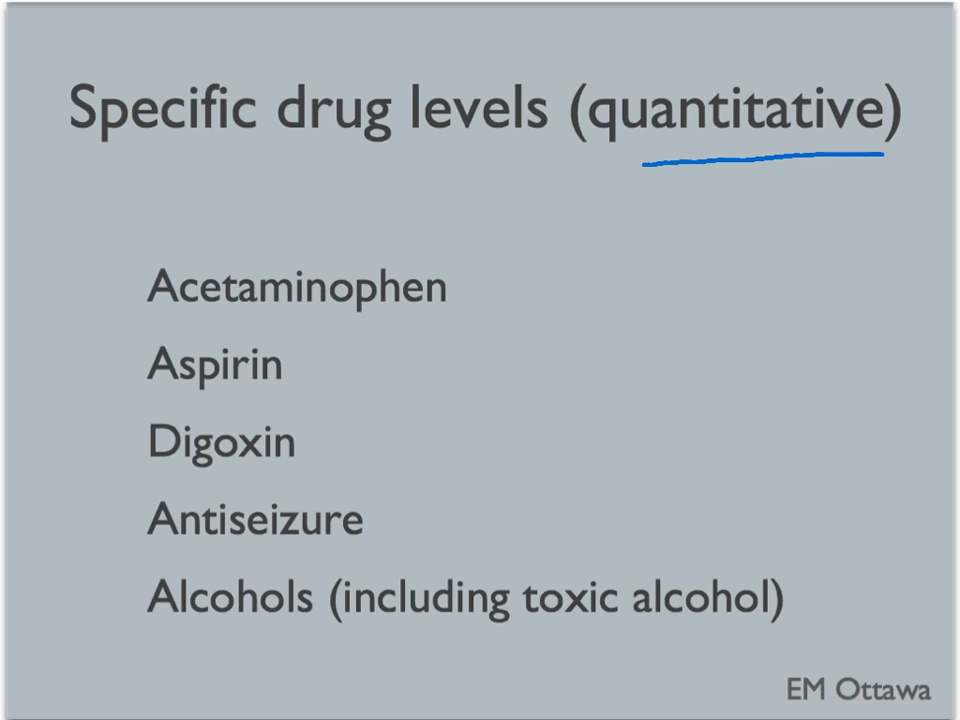 Specific drug levels (quantitative)
Acetaminophen
Aspirin
Digoxin
Antiseizure
Alcohols (including toxic alcohol)
EM Ottawa